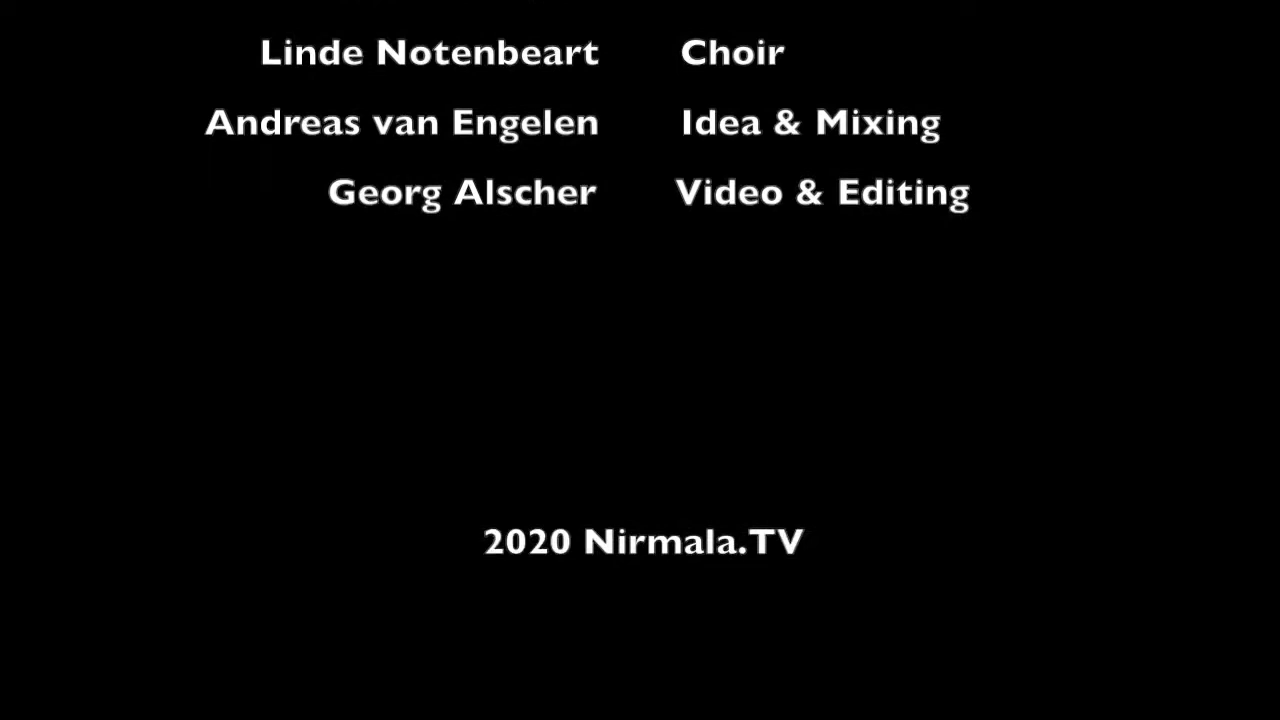 Linde Notenbeart Choir
Andreas van Engelen Idea & Mixing
Georg Alscher Video & Editing
2020 Nirmala.TV